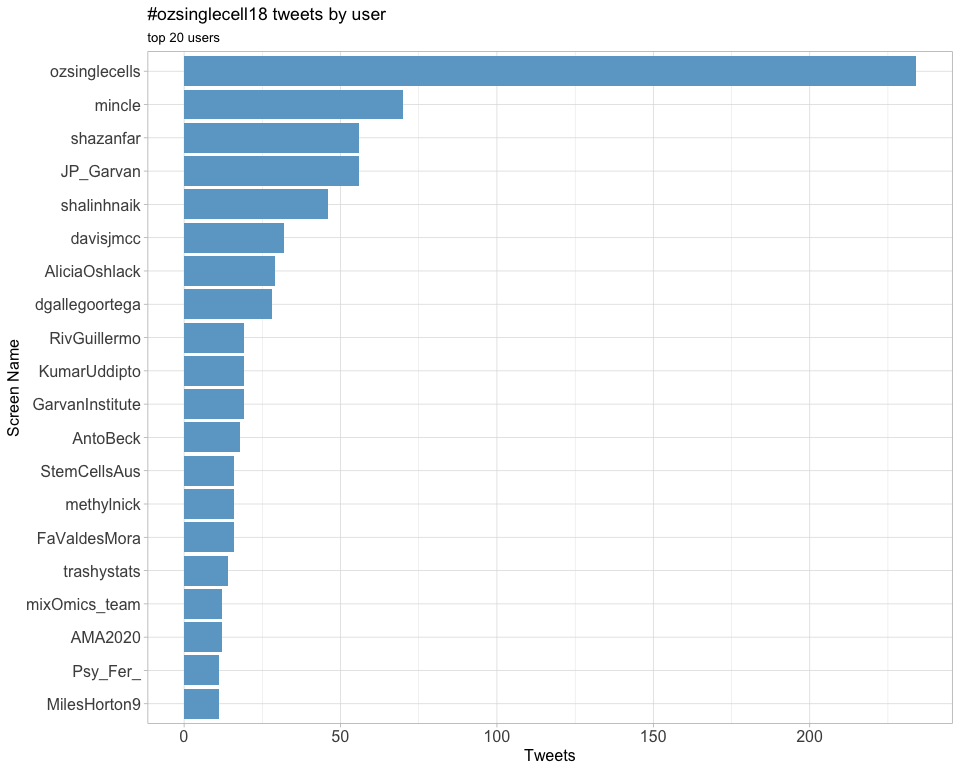 #ozsinglecell18 tweets by user
top 20 users
Screen Name
ozsinglecells
mincle
shazanfar
JP_Garvan
shalinhnaik
davisjmcc
AliciaOshlack
dgallegoortega
RivGuillermo
KumarUddipto
GarvanInstitute
AntoBeck
StemCellsAus
methylnick
FaValdesMora
trashystats
mixOmics_team
AMA2020
Psy_Fer_
MilesHorton9
0 50 100 150 200
Tweets